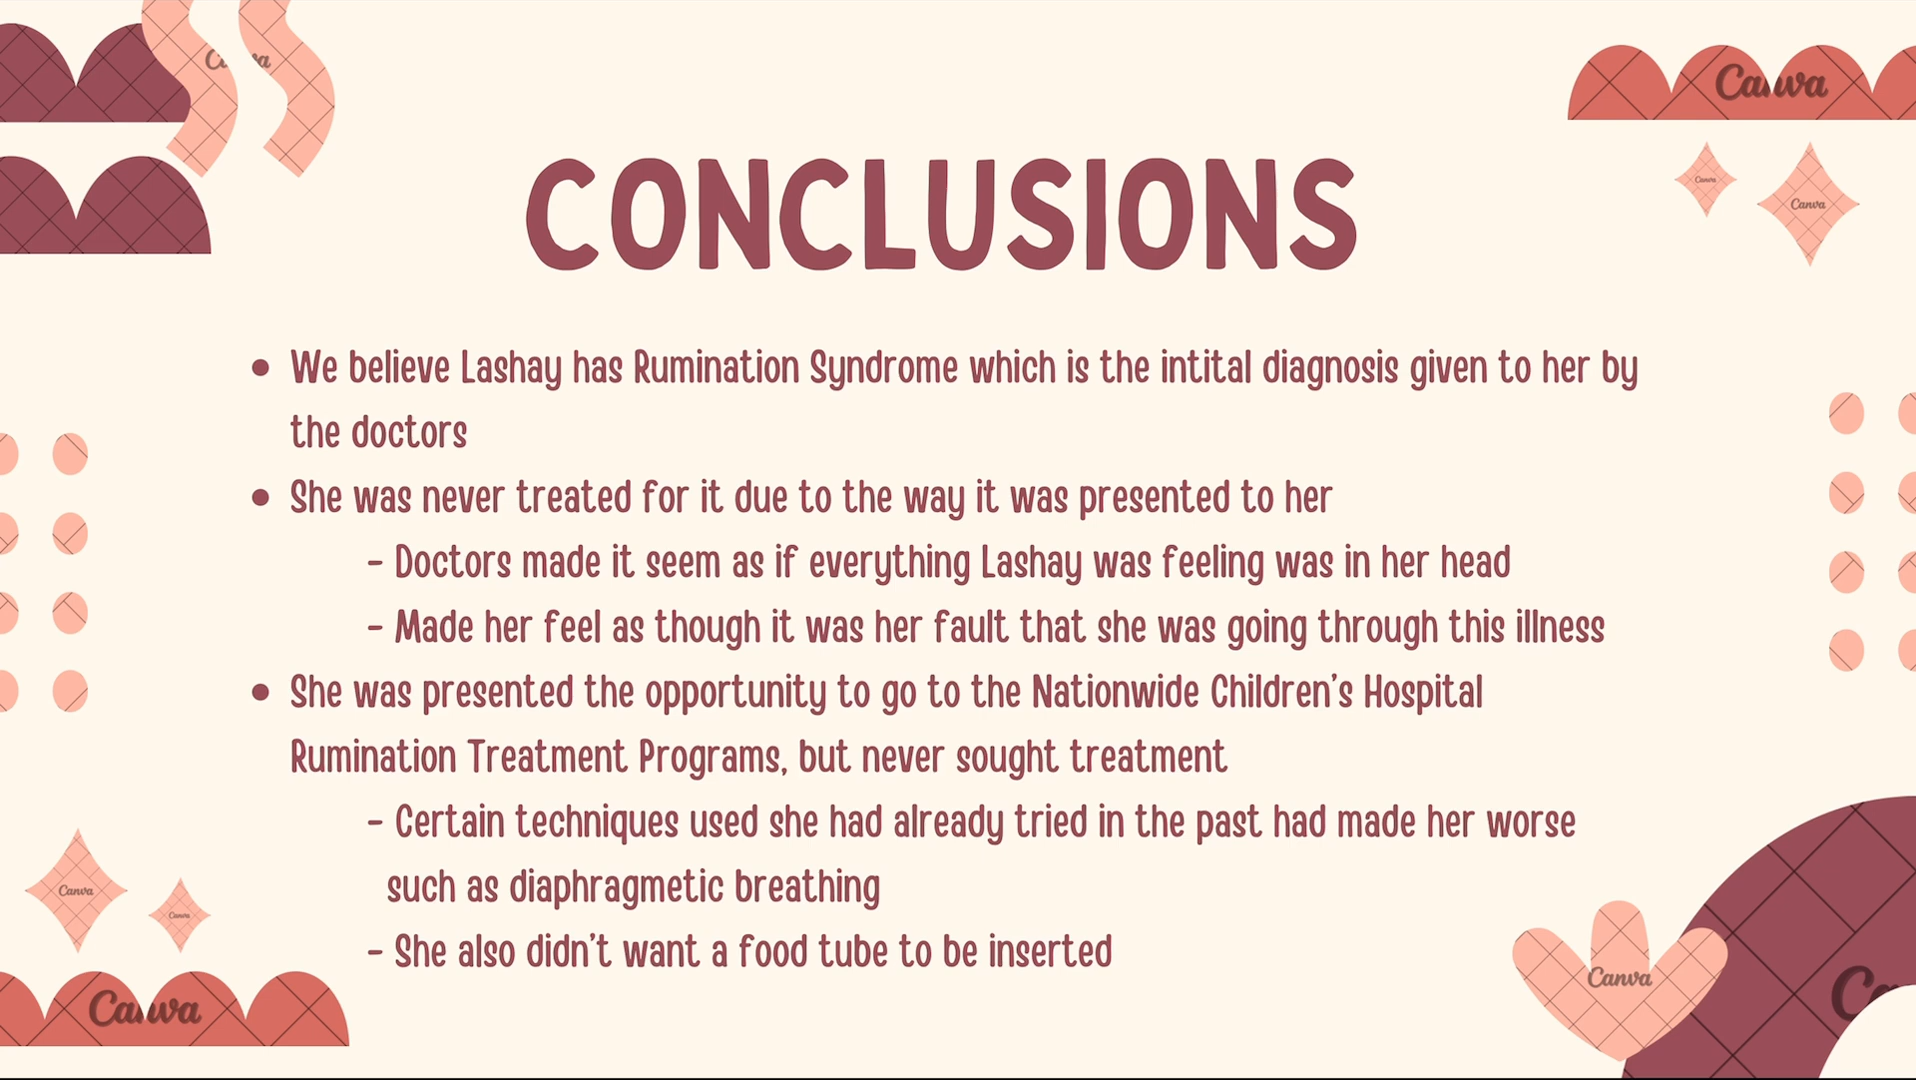 Canva
Canva
CONCLUSIONS
Canva
Canva
• We believe Lashay has Rumination Syndrome which is the intital diagnosis given to her by
the doctors
• She was never treated for it due to the way it was presented to her
- Doctors made it seem as if everything Lashay was feeling was in her head
- Made her feel as though it was her fault that she was going through this illness
• She was presented the opportunity to go to the Nationwide Children's Hospital
Rumination Treatment Programs, but never sought treatment
- Certain techniques used she had already tried in the past had made her worse
such as diaphragmetic breathing
- She also didn't want a food tube to be inserted
Canva
Canva
Canva
Canva